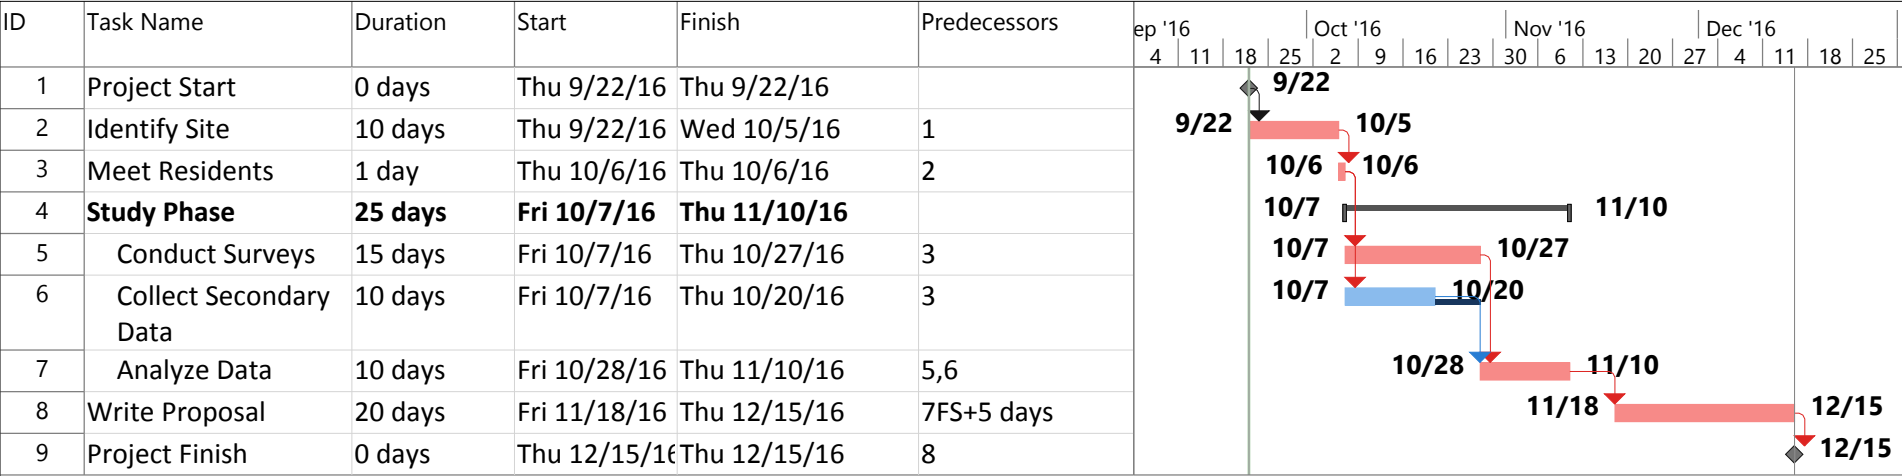 ID Task Name Duration Start Finish Predecessors
ep '16 Oct '16 Nov '16 Dec '16
4 11 18 25 2 9 16 23 30 6 13 20 27 4 11 18 25
1 Project Start 0 days Thu 9/22/16 Thu 9/22/16 9/22
2 Identify Site 10 days Thu 9/22/16 Wed 10/5/16 1 9/22 10/5
3 Meet Residents 1 day Thu 10/6/16 Thu 10/6/16 2 10/6 10/6
4 Study Phase 25 days Fri 10/7/16 Thu 11/10/16 10/7 11/10
5 Conduct Surveys 15 days Fri 10/7/16 Thu 10/27/16 3 10/7 10/27
6 Collect Secondary 10 days Fri 10/7/16 Thu 10/20/16 3 10/7 10/20
Data
7 Analyze Data 10 days Fri 10/28/16 Thu 11/10/16 5,6 10/28 11/10
8 Write Proposal 20 days Fri 11/18/16 Thu 12/15/16 7FS+5 days 11/18 12/15
9 Project Finish 0 days Thu 12/15/16 Thu 12/15/16 8 12/15